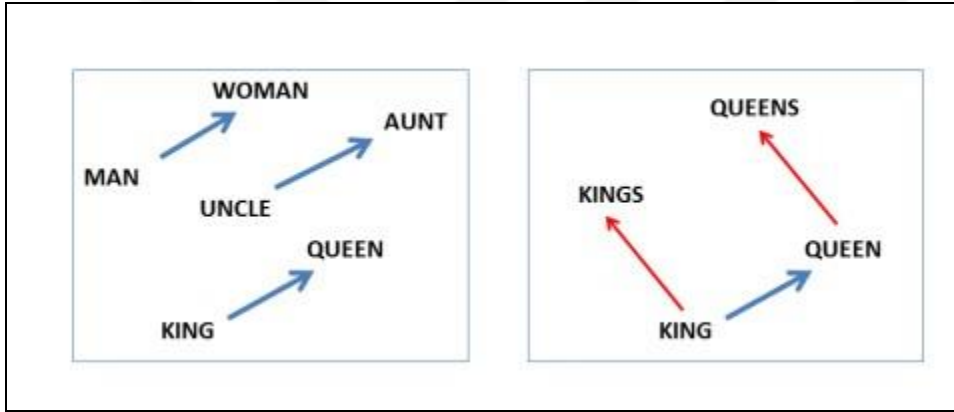 WOMAN
AUNT
MAN
UNCLE
QUEEN
KING
QUEENS
KINGS
QUEEN
KING